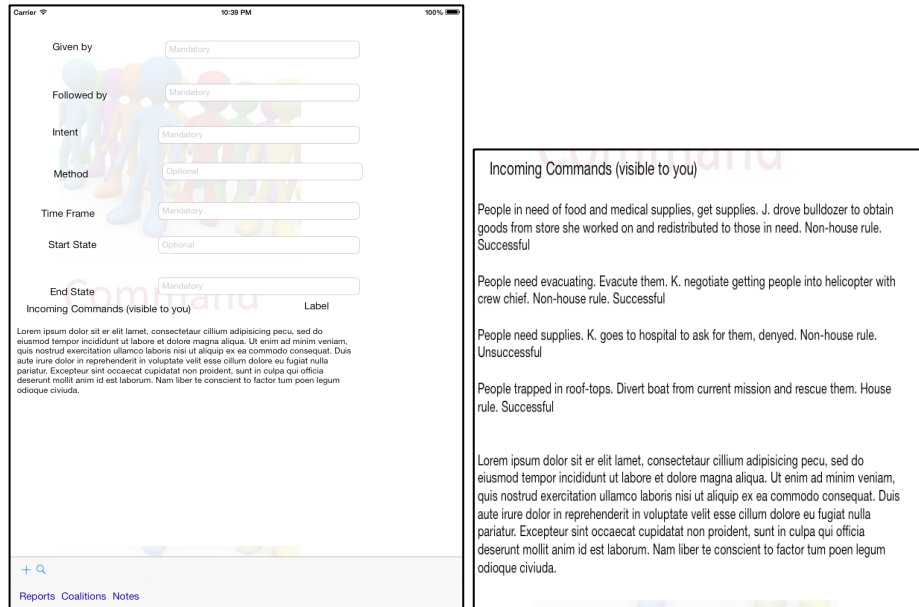 Carrier 10:39 PM 100%
Given by Mandatory
Followed by Mandatory
Intent Mandatory
Method Optional
Time Frame Mandatory
Start State Optional
End State Mandatory
Command
Incoming Commands (visible to you) Label
Lorem ipsum dolor sit er elit lamet, consectetaur cillium adipisicing pecu, sed do
eiusmod tempor incididunt ut labore et dolore magna aliqua. Ut enim ad minim veniam,
quis nostrud exercitation ullamco laboris nisi ut aliquip ex ea commodo consequat. Duis
aute irure dolor in reprehenderit in voluptate velit esse cillum dolore eu fugiat nulla
pariatur. Excepteur sint occaecat cupidatat non proident, sunt in culpa qui officia
deserunt mollit anim id est laborum. Nam liber te conscient to factor tum poen legum
odioque civiuda.
+
Reports Coalitions Notes
Command
Incoming Commands (visible to you)
People in need of food and medical supplies, get supplies. J. drove bulldozer to obtain
goods from store she worked on and redistributed to those in need. Non-house rule.
Successful
People need evacuating. Evacute them. K. negotiate getting people into helicopter with
crew chief. Non-house rule. Successful
People need supplies. K. goes to hospital to ask for them, denyed. Non-house rule.
Unsuccessful
People trapped in roof-tops. Divert boat from current mission and rescue them. House
rule. Successful
Lorem ipsum dolor sit er elit lamet, consectetaur cillium adipisicing pecu, sed do
eiusmod tempor incididunt ut labore et dolore magna aliqua. Ut enim ad minim veniam,
quis nostrud exercitation ullamco laboris nisi ut aliquip ex ea commodo consequat. Duis
aute irure dolor in reprehenderit in voluptate velit esse cillum dolore eu fugiat nulla
pariatur. Excepteur sint occaecat cupidatat non proident, sunt in culpa qui officia
deserunt mollit anim id est laborum. Nam liber te conscient to factor tum poen legum
odioque civiuda.